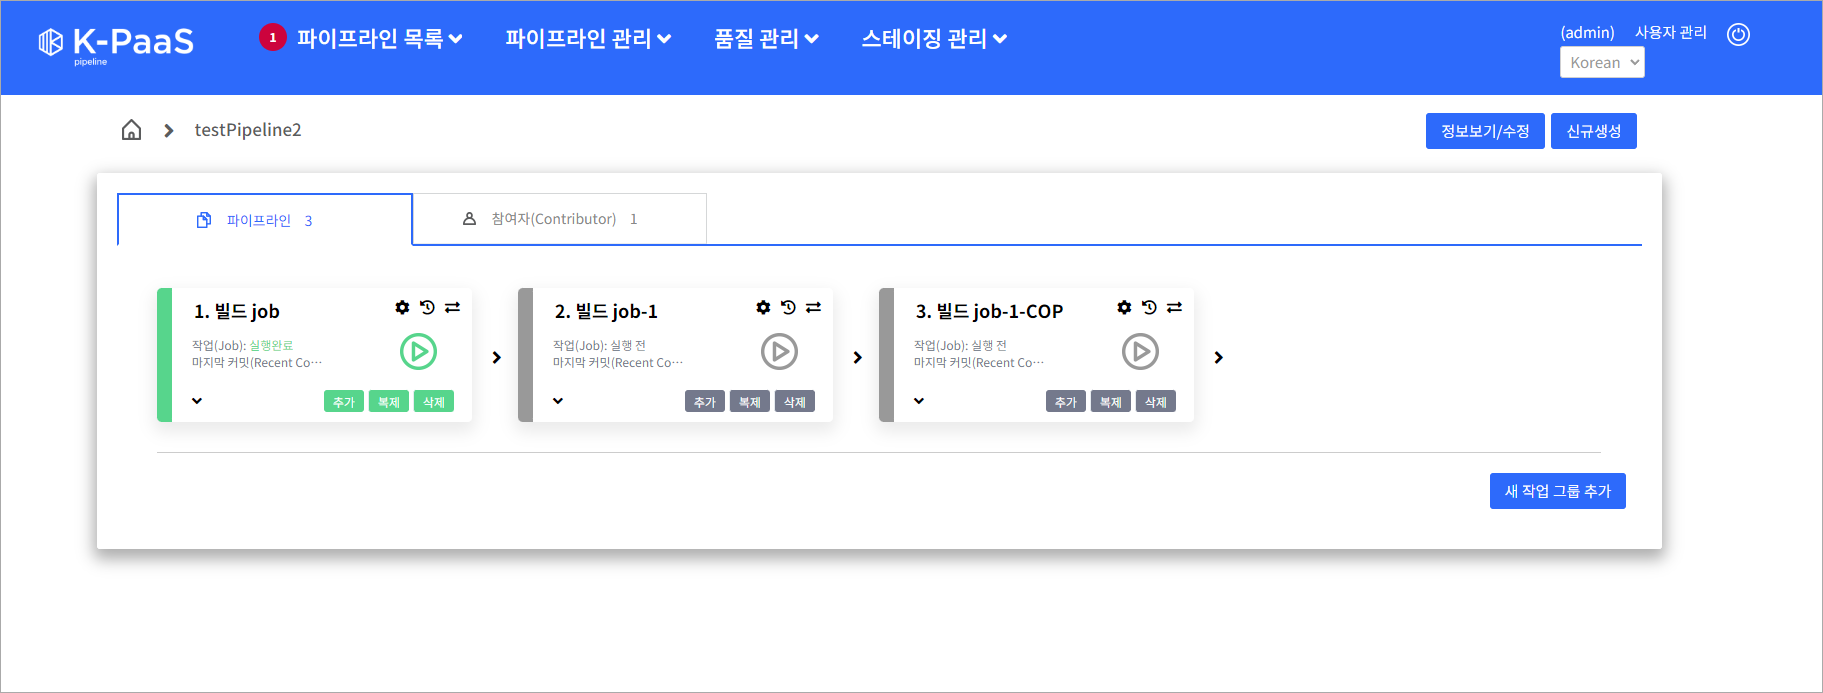 K-PaaS
pipeline
1 파이프라인 목록 파이프라인 관리 품질 관리 스테이징 관리
(admin) 사용자 관리
Korean
testPipeline2
정보보기/수정 신규생성
파이프라인 3 참여자(Contributor) 1
1. 빌드 job
작업(Job): 실행완료
마지막 커밋(Recent Co…
추가 복제 삭제
2. 빌드 job-1
작업(Job): 실행 전
마지막 커밋(Recent Co…
추가 복제 삭제
3. 빌드 job-1-COP
작업(Job): 실행 전
마지막 커밋(Recent Co…
추가 복제 삭제
새 작업 그룹 추가